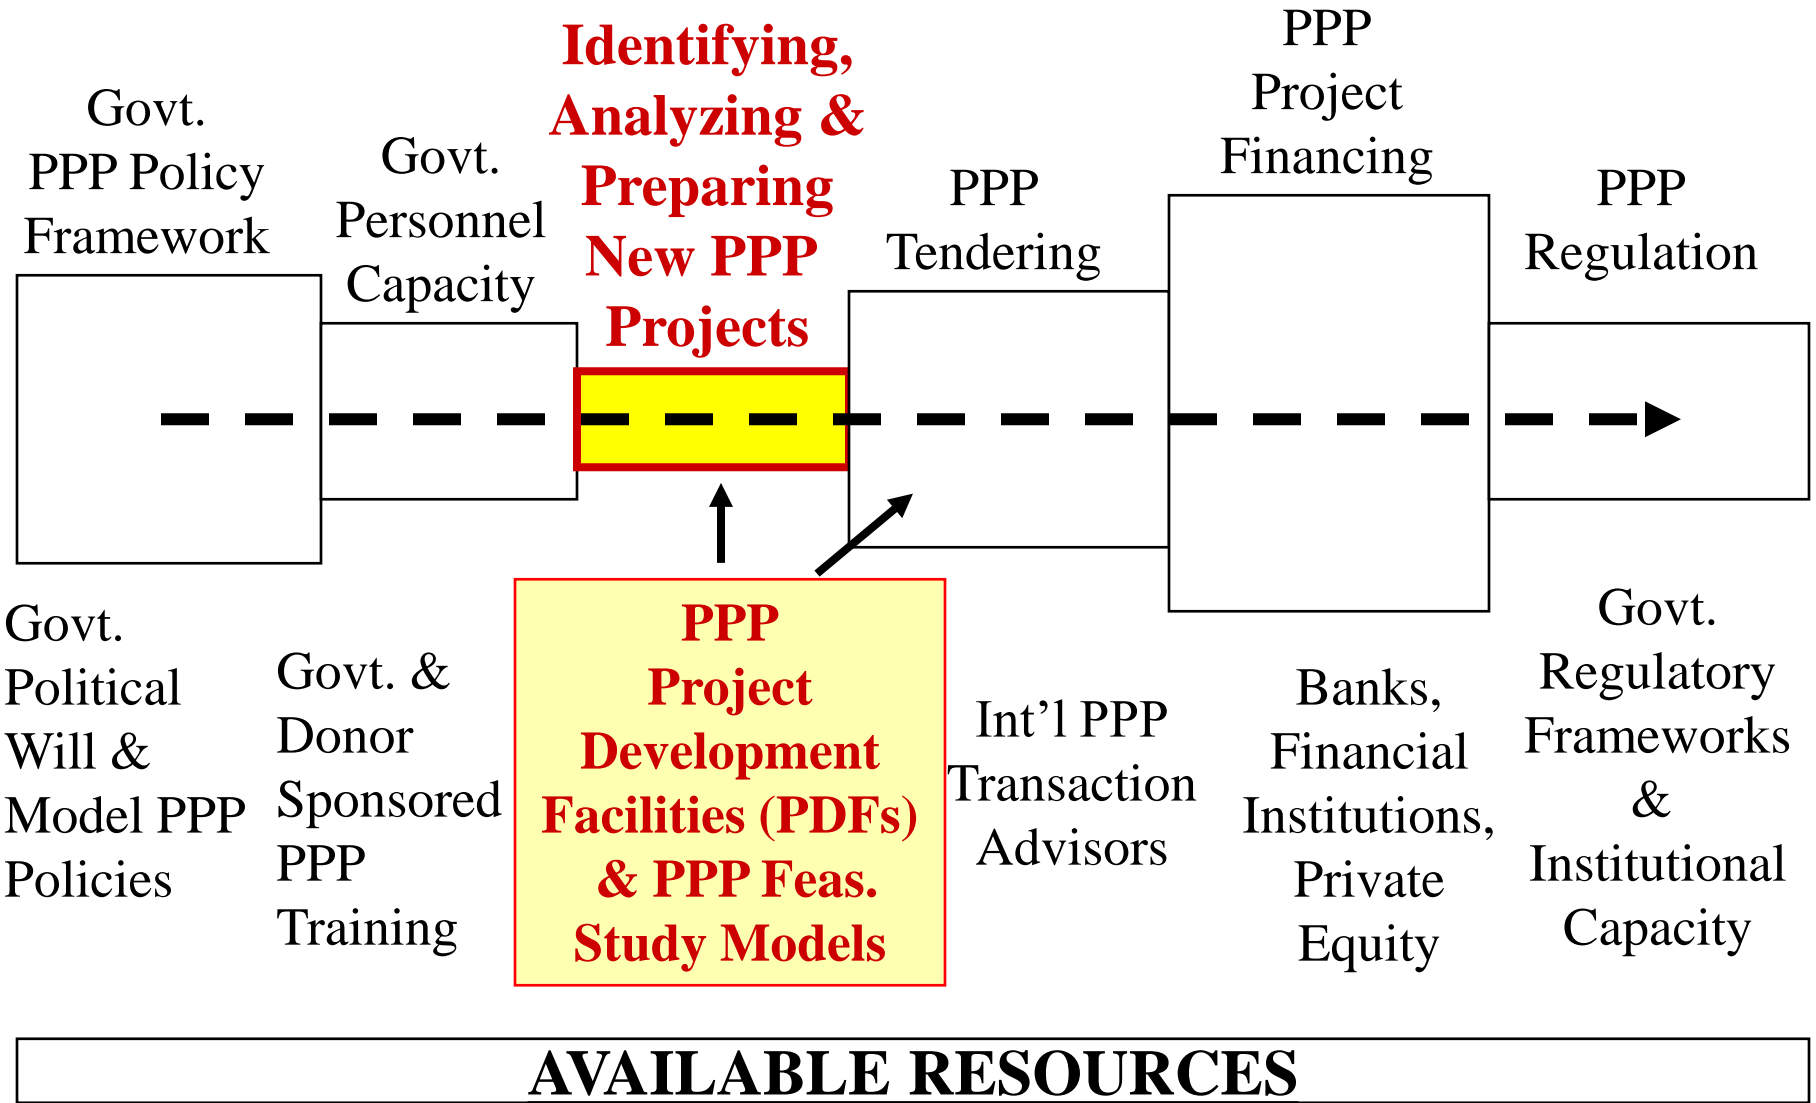 Govt.
PPP Policy
Framework
Govt.
Personnel
Capacity
Identifying,
Analyzing &
Preparing
New PPP
Projects
PPP
Tendering
PPP
Project
Financing
PPP
Regulation
Govt.
Political
Will &
Model PPP
Policies
Govt. &
Donor
Sponsored
PPP
Training
PPP
Project
Development
Facilities (PDFs)
& PPP Feas.
Study Models
Int’l PPP
Transaction
Advisors
Banks,
Financial
Institutions,
Private
Equity
Govt.
Regulatory
Frameworks
&
Institutional
Capacity
AVAILABLE RESOURCES